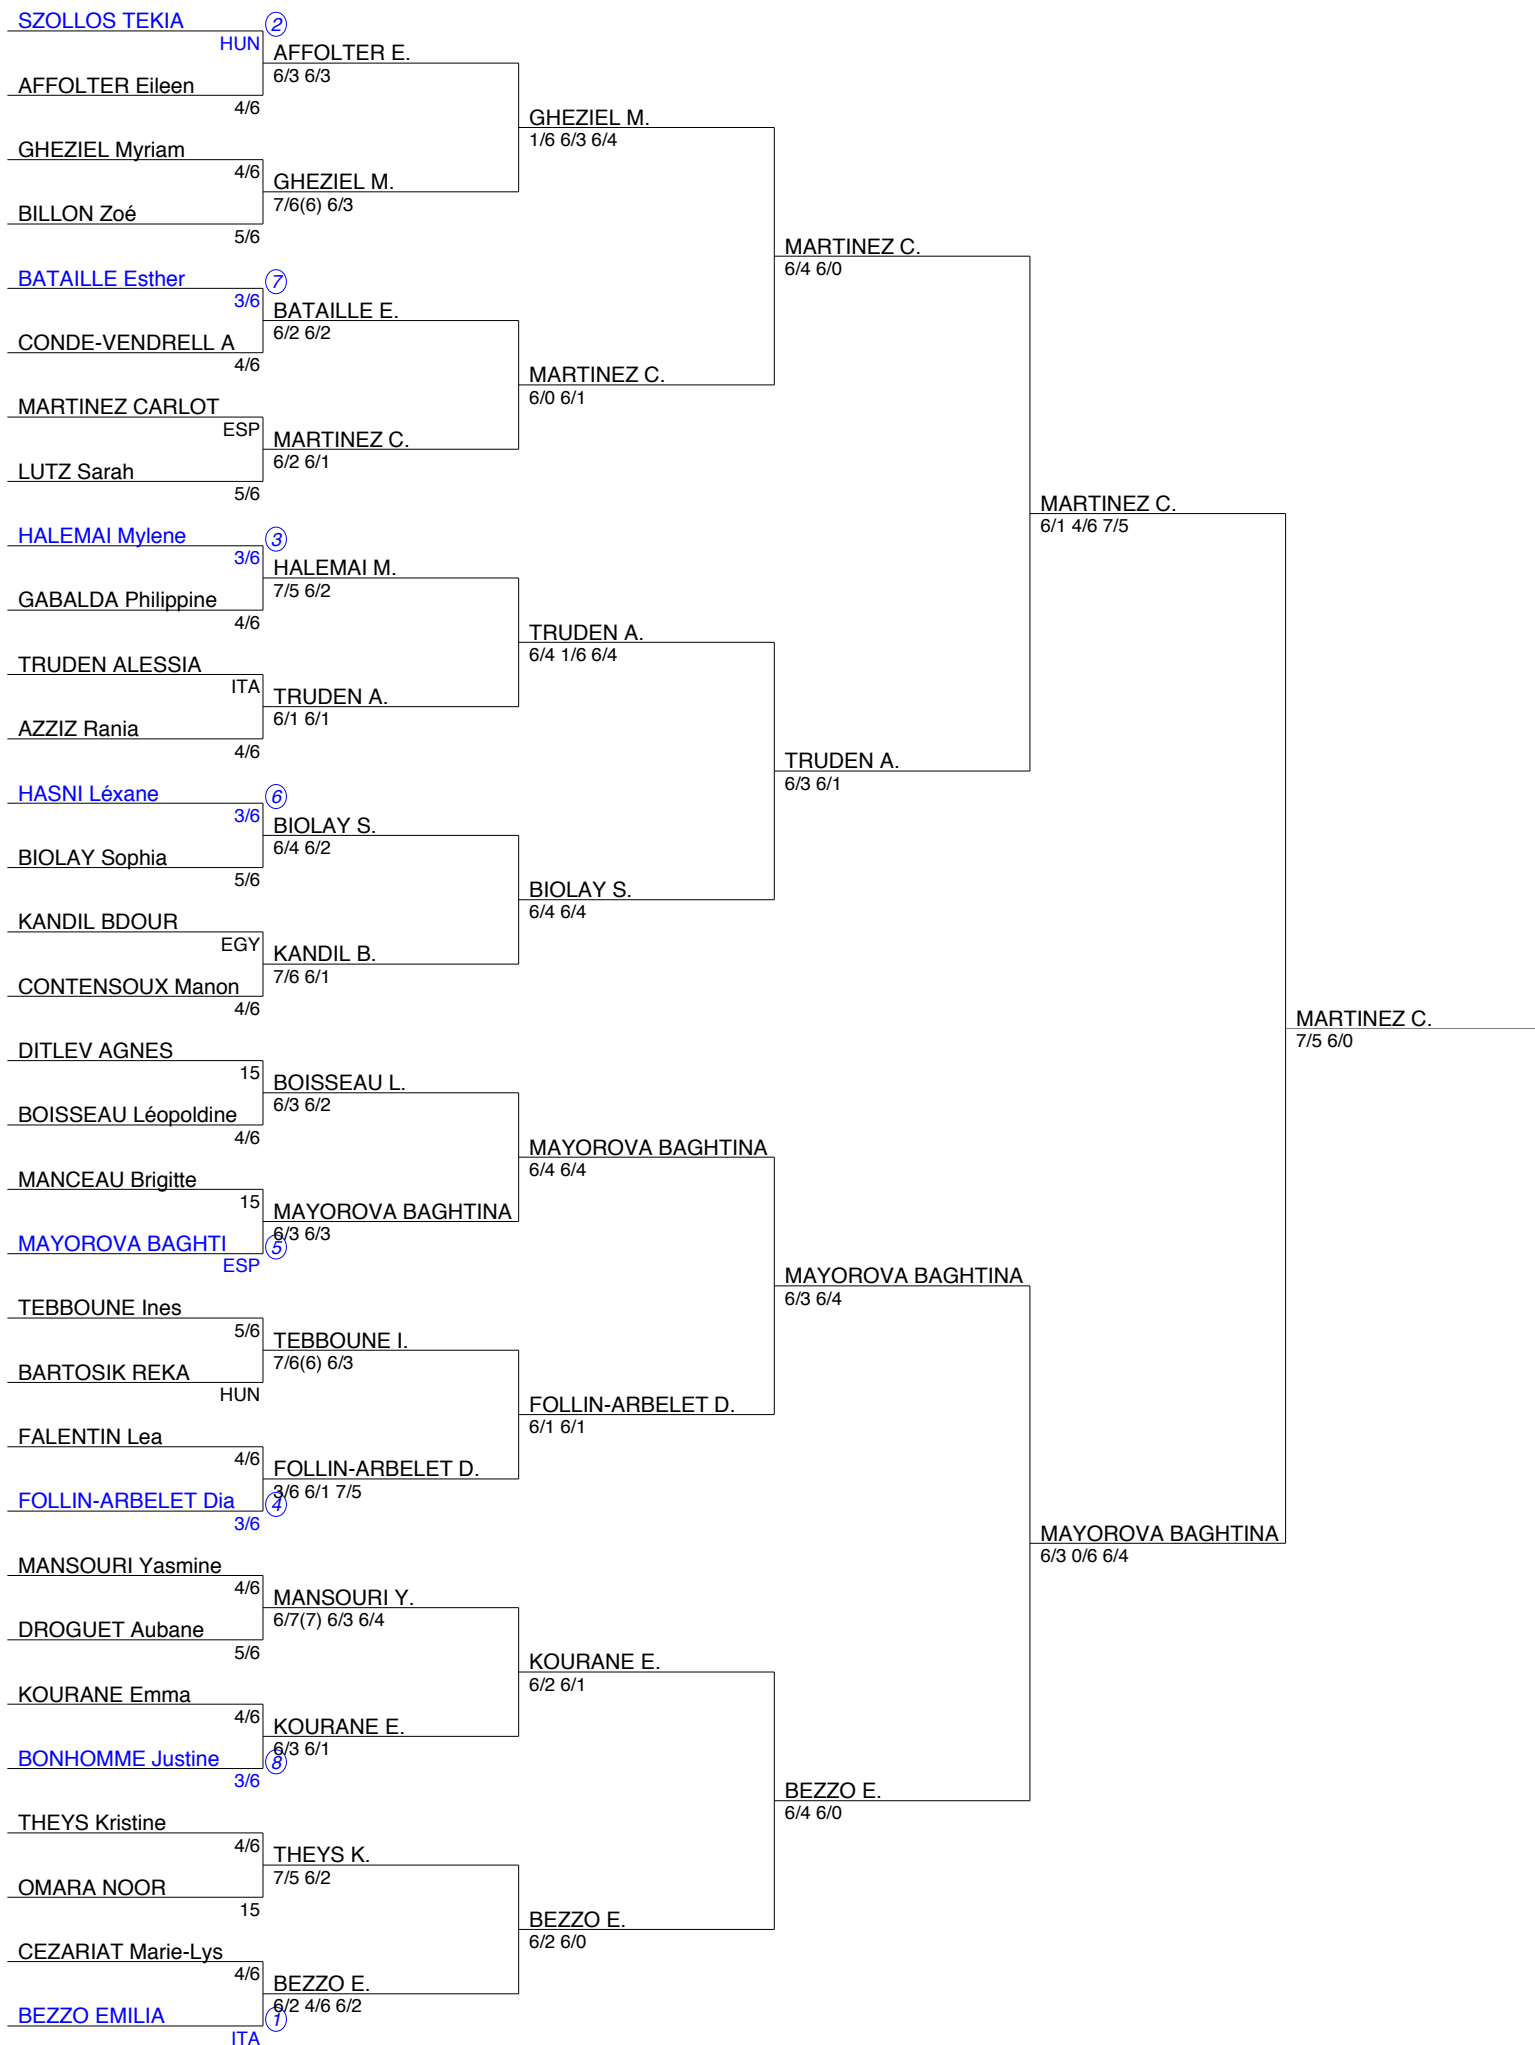 SZOLLOS TEKIA
2
HUN
AFFOLTER E.
6/3 6/3
AFFOLTER Eileen
4/6
GHEZIEL M.
1/6 6/3 6/4
GHEZIEL Myriam
4/6
GHEZIEL M.
7/6(6) 6/3
BILLON Zoé
5/6
MARTINEZ C.
6/4 6/0
BATAILLE Esther
7
3/6
BATAILLE E.
6/2 6/2
CONDE-VENDRELL A
4/6
MARTINEZ C.
6/0 6/1
MARTINEZ CARLOT
ESP
MARTINEZ C.
6/2 6/1
LUTZ Sarah
5/6
MARTINEZ C.
6/1 4/6 7/5
HALEMAI Mylene
3
3/6
HALEMAI M.
7/5 6/2
GABALDA Philippine
4/6
TRUDEN A.
6/4 1/6 6/4
TRUDEN ALESSIA
ITA
TRUDEN A.
6/1 6/1
AZZIZ Rania
4/6
TRUDEN A.
6/3 6/1
HASNI Léxane
6
3/6
BIOLAY S.
6/4 6/2
BIOLAY Sophia
5/6
BIOLAY S.
6/4 6/4
KANDIL BDOUR
EGY
KANDIL B.
7/6 6/1
CONTENSOUX Manon
4/6
MARTINEZ C.
7/5 6/0
DITLEV AGNES
15
BOISSEAU L.
6/3 6/2
BOISSEAU Léopoldine
4/6
MAYOROVA BAGHTINA
6/4 6/4
MANCEAU Brigitte
15
MAYOROVA BAGHTINA
6/3 6/3
MAYOROVA BAGHTI
5
ESP
MAYOROVA BAGHTINA
6/3 6/4
TEBBOUNE Ines
5/6
TEBBOUNE I.
7/6(6) 6/3
BARTOSIK REKA
HUN
FOLLIN-ARBELET D.
6/1 6/1
FALENTIN Lea
4/6
FOLLIN-ARBELET D.
3/6 6/1 7/5
FOLLIN-ARBELET Dia
4
3/6
MAYOROVA BAGHTINA
6/3 0/6 6/4
MANSOURI Yasmine
4/6
MANSOURI Y.
6/7(7) 6/3 6/4
DROGUET Aubane
5/6
KOURANE E.
6/2 6/1
KOURANE Emma
4/6
KOURANE E.
6/3 6/1
BONHOMME Justine
8
3/6
BEZZO E.
6/4 6/0
THEYS Kristine
4/6
THEYS K.
7/5 6/2
OMARA NOOR
15
BEZZO E.
6/2 6/0
CEZARIAT Marie-Lys
4/6
BEZZO E.
6/2 4/6 6/2
BEZZO EMILIA
1
ITA